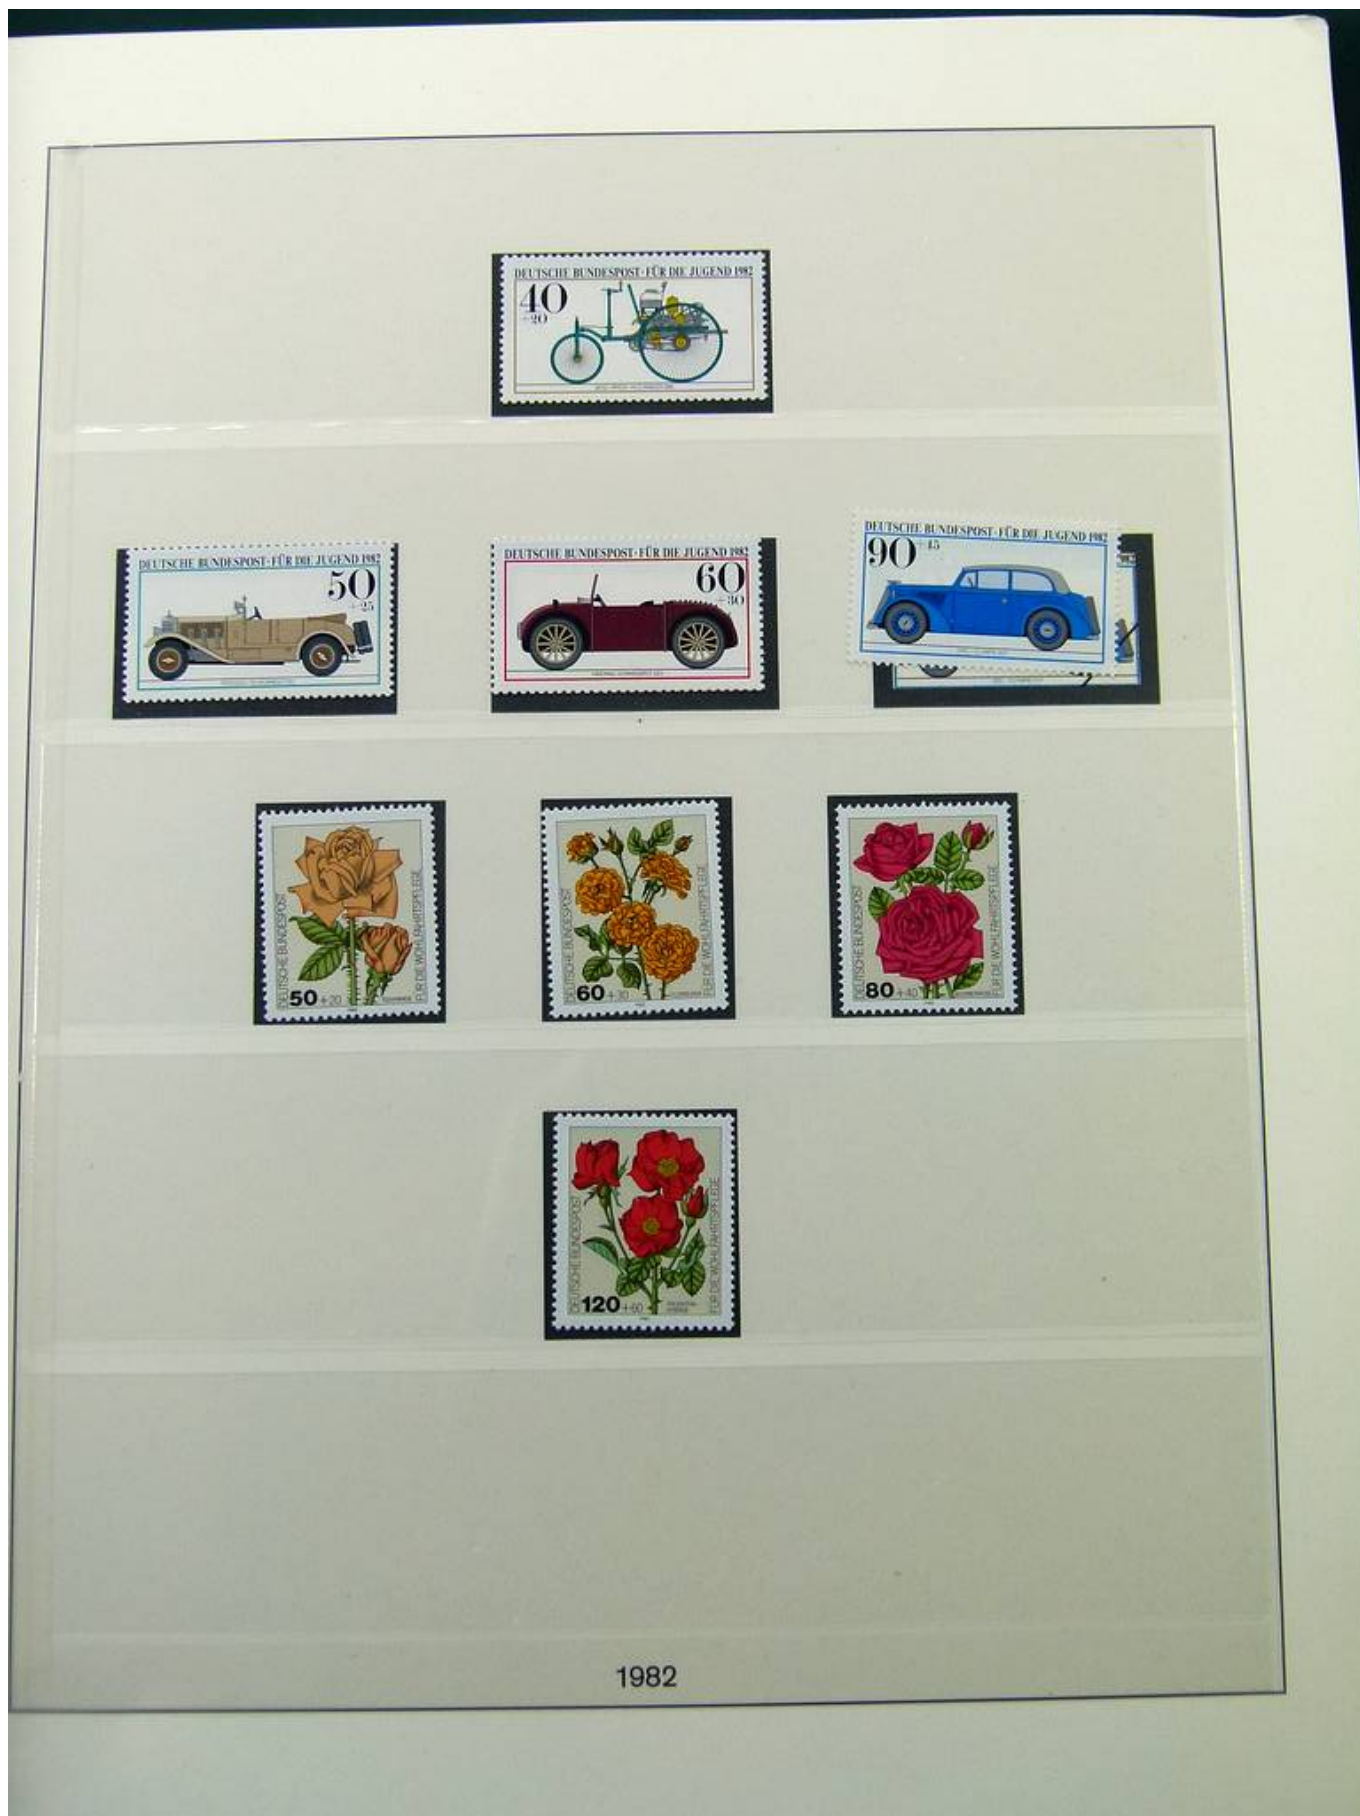 DEUTSCHE BUNDESPOST · FÜR DIE JUGEND 1982
40
+20
DEUTSCHE BUNDESPOST · FÜR DIE JUGEND 1982
50
+25
DEUTSCHE BUNDESPOST · FÜR DIE JUGEND 1982
60
+30
DEUTSCHE BUNDESPOST · FÜR DIE JUGEND 1982
90 +45
DEUTSCHE BUNDESPOST
FÜR DIE WOHLFAHRTSPFLEGE
50 +20
DEUTSCHE BUNDESPOST
FÜR DIE WOHLFAHRTSPFLEGE
60 +30
DEUTSCHE BUNDESPOST
FÜR DIE WOHLFAHRTSPFLEGE
80 +40
DEUTSCHE BUNDESPOST
FÜR DIE WOHLFAHRTSPFLEGE
120 +60
1982